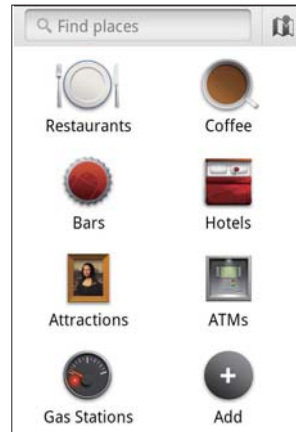 Find places
Restaurants Coffee
Bars Hotels
Attractions ATMs
Gas Stations Add